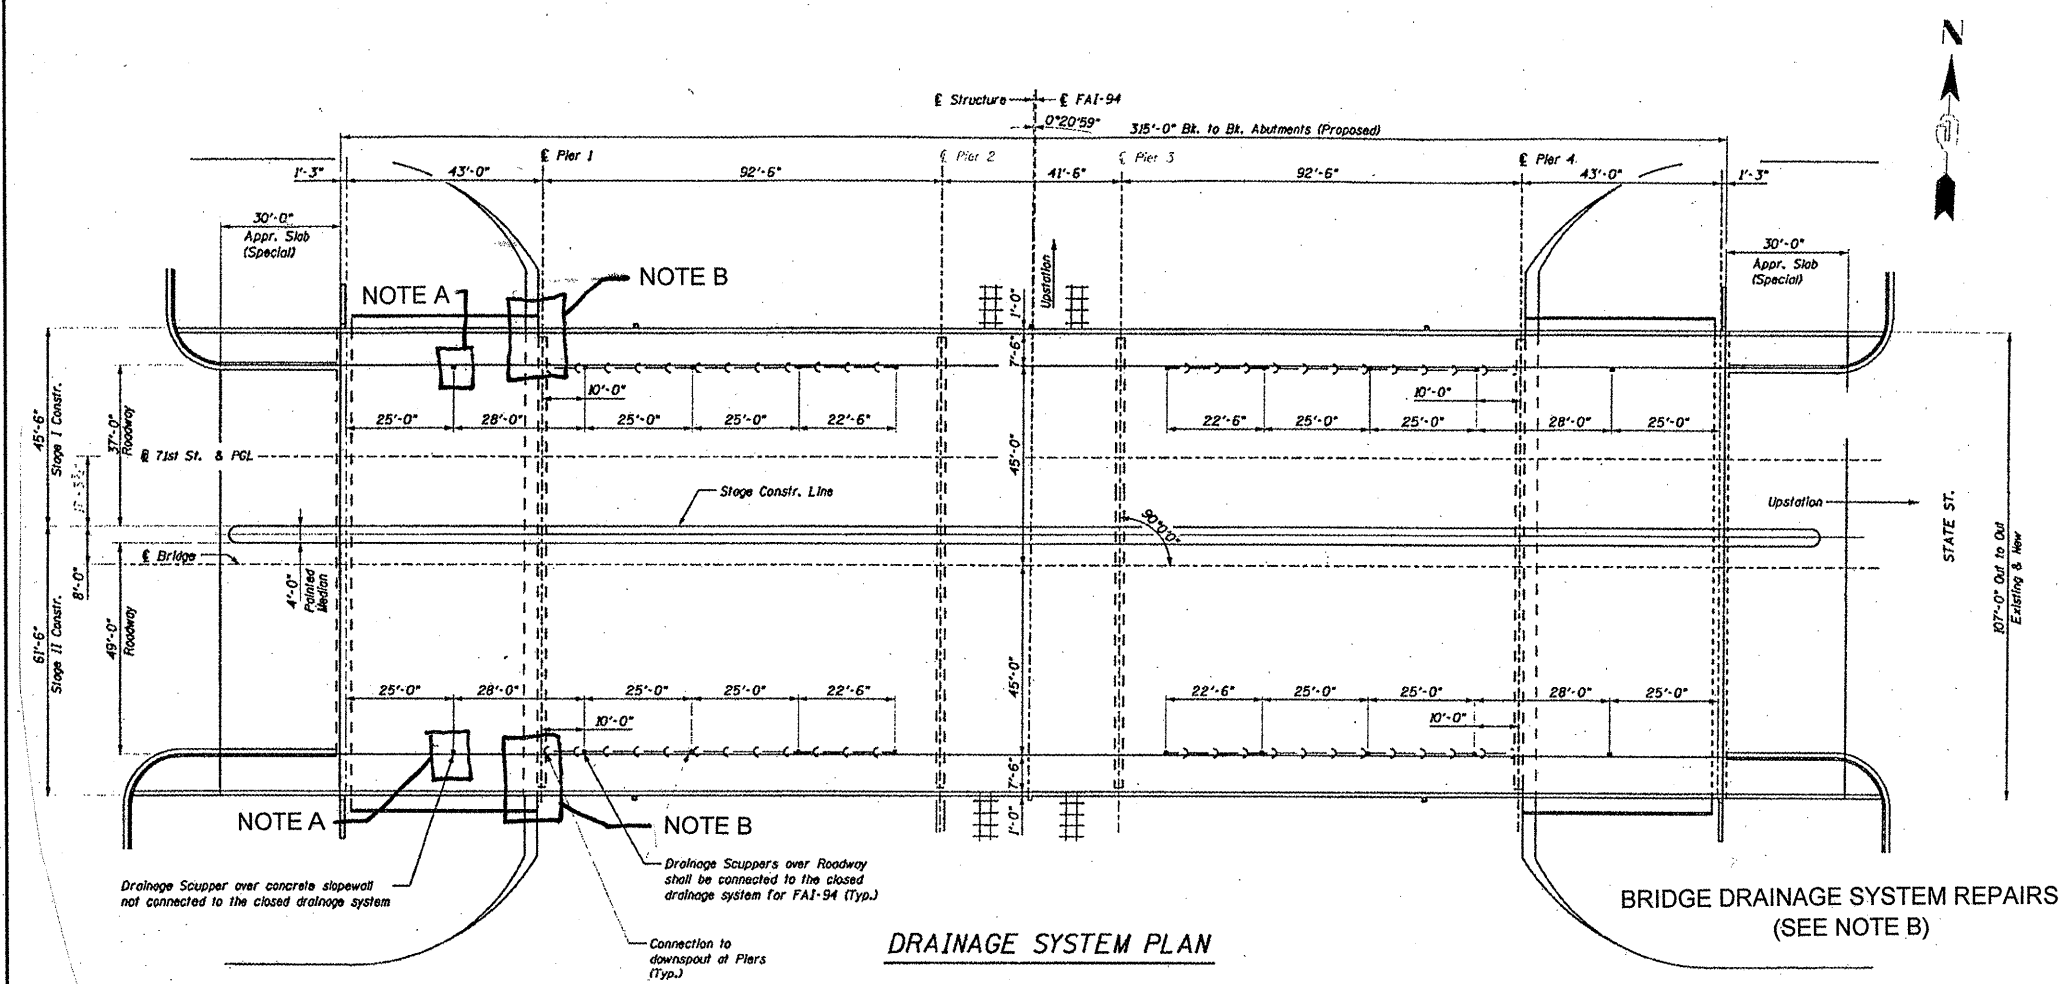 N
℄ Structure
℄ FAI-94
0°20'59"
315'-0" Bk. to Bk. Abutments (Proposed)
℄ Pier 1
℄ Pier 2
℄ Pier 3
℄ Pier 4
1'-3"
43'-0"
92'-6"
41'-6"
92'-6"
43'-0"
1'-3"
30'-0"
Appr. Slab
(Special)
30'-0"
Appr. Slab
(Special)
NOTE A
NOTE B
Upstation
1'-0"
7'-6"
10'-0"
10'-0"
25'-0"
28'-0"
25'-0"
25'-0"
22'-6"
22'-6"
25'-0"
25'-0"
28'-0"
25'-0"
45'-6"
Stage I Constr.
37'-0"
Roadway
45'-0"
71st St. & PGL
Stage Constr. Line
90°0'0"
Upstation
STATE ST.
107'-0" Out to Out
Existing & New
℄ Bridge
8'-0"
4'-0"
Painted
Median
61'-6"
Stage II Constr.
49'-0"
Roadway
45'-0"
25'-0"
28'-0"
25'-0"
25'-0"
22'-6"
22'-6"
25'-0"
25'-0"
28'-0"
25'-0"
10'-0"
10'-0"
7'-6"
1'-0"
NOTE A
NOTE B
Drainage Scupper over concrete slopewall
not connected to the closed drainage system
Drainage Scuppers over Roadway
shall be connected to the closed
drainage system for FAI-94 (Typ.)
Connection to
downspout at Piers
(Typ.)
DRAINAGE SYSTEM PLAN
BRIDGE DRAINAGE SYSTEM REPAIRS
(SEE NOTE B)